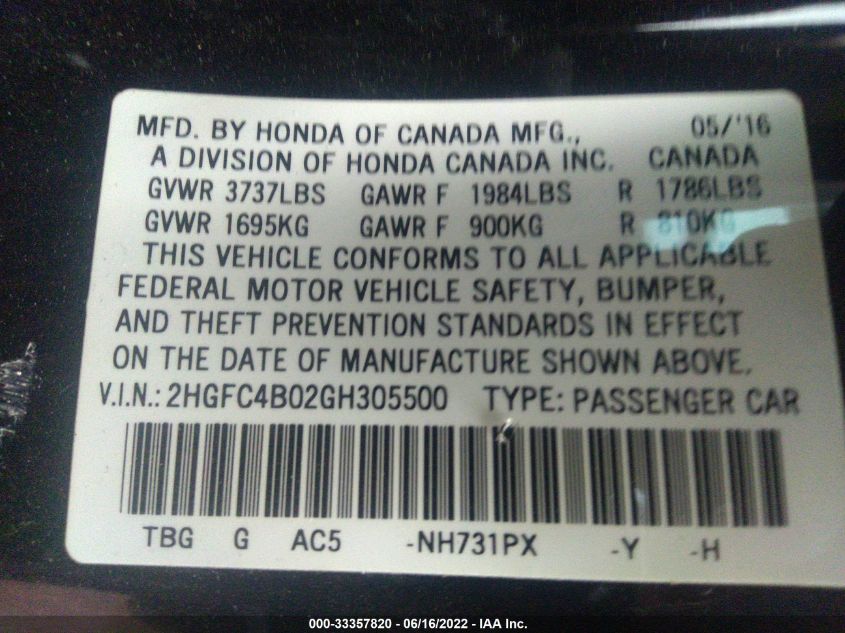 MFD. BY HONDA OF CANADA MFG., 05/'16
A DIVISION OF HONDA CANADA INC. CANADA
GVWR 3737LBS GAWR F 1984LBS R 1786LBS
GVWR 1695KG GAWR F 900KG R 810KG
THIS VEHICLE CONFORMS TO ALL APPLICABLE
FEDERAL MOTOR VEHICLE SAFETY, BUMPER,
AND THEFT PREVENTION STANDARDS IN EFFECT
ON THE DATE OF MANUFACTURE SHOWN ABOVE.
V.I.N.: 2HGFC4B02GH305500 TYPE: PASSENGER CAR
TBG G AC5 -NH731PX -Y -H
000-33357820 - 06/16/2022 - IAA Inc.